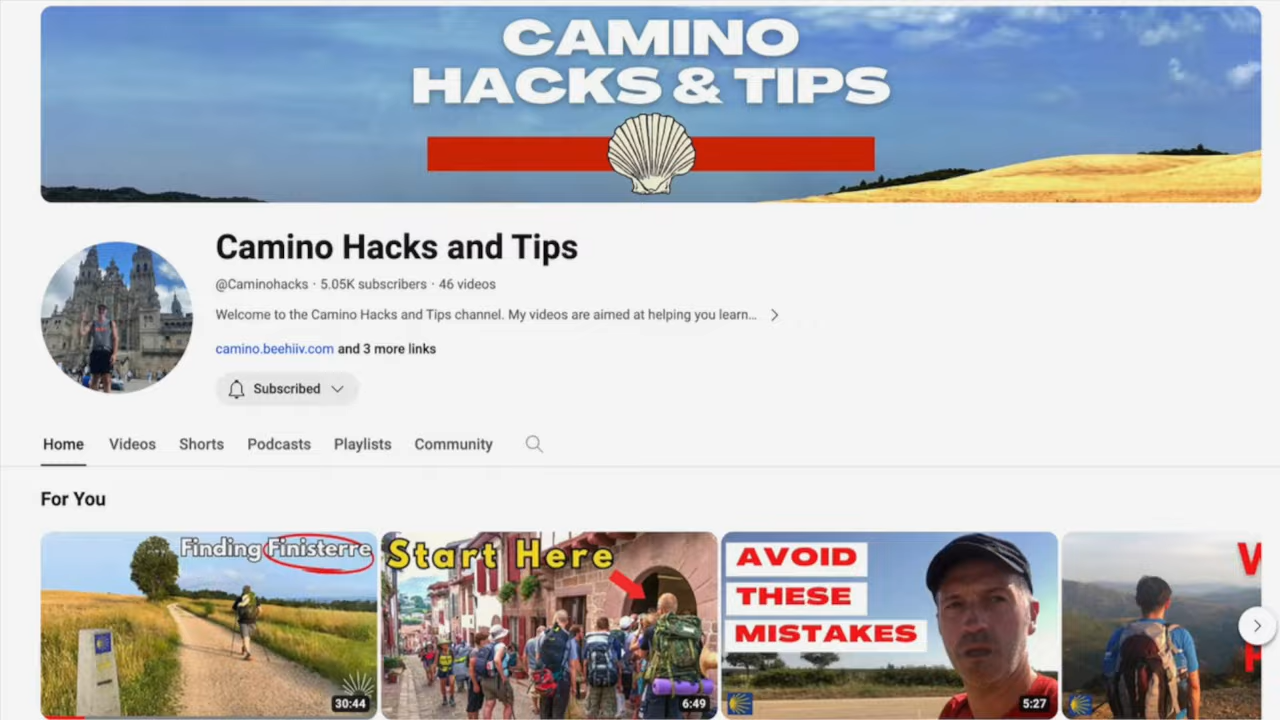 CAMINO
HACKS & TIPS
Camino Hacks and Tips
@Caminohacks · 5.05K subscribers · 46 videos
Welcome to the Camino Hacks and Tips channel. My videos are aimed at helping you learn...
camino.beehiiv.com and 3 more links
Subscribed
Home Videos Shorts Podcasts Playlists Community
For You
Finding Finisterre
30:44
Start Here
6:49
AVOID
THESE
MISTAKES
5:27